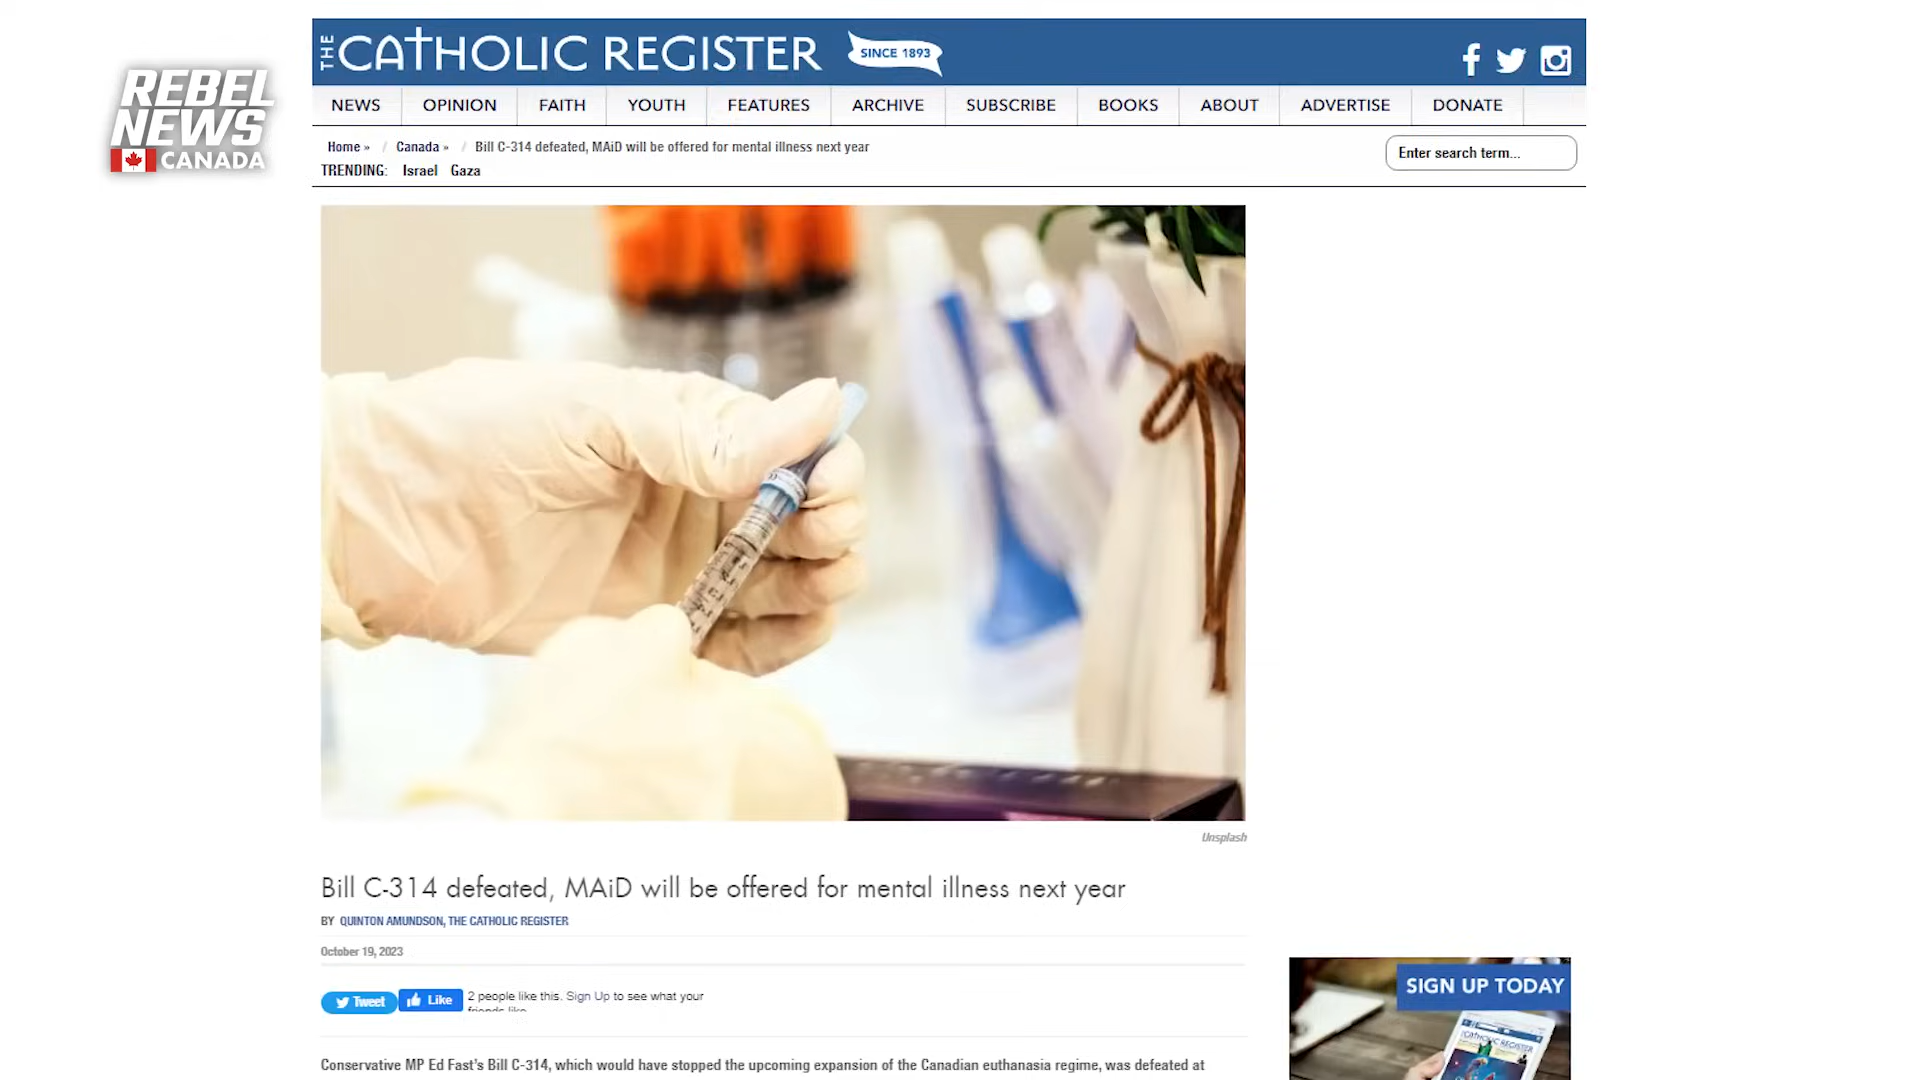 REBEL
NEWS
CANADA
THE CATHOLIC REGISTER
SINCE 1893
NEWS OPINION FAITH YOUTH FEATURES ARCHIVE SUBSCRIBE BOOKS ABOUT ADVERTISE DONATE
Home » / Canada » / Bill C-314 defeated, MAiD will be offered for mental illness next year
Enter search term...
TRENDING: Israel Gaza
Unsplash
Bill C-314 defeated, MAiD will be offered for mental illness next year
BY QUINTON AMUNDSON, THE CATHOLIC REGISTER
October 19, 2023
Tweet Like 2 people like this. Sign Up to see what your
friends like.
SIGN UP TODAY
CATHOLIC REGISTER
Conservative MP Ed Fast's Bill C-314, which would have stopped the upcoming expansion of the Canadian euthanasia regime, was defeated at